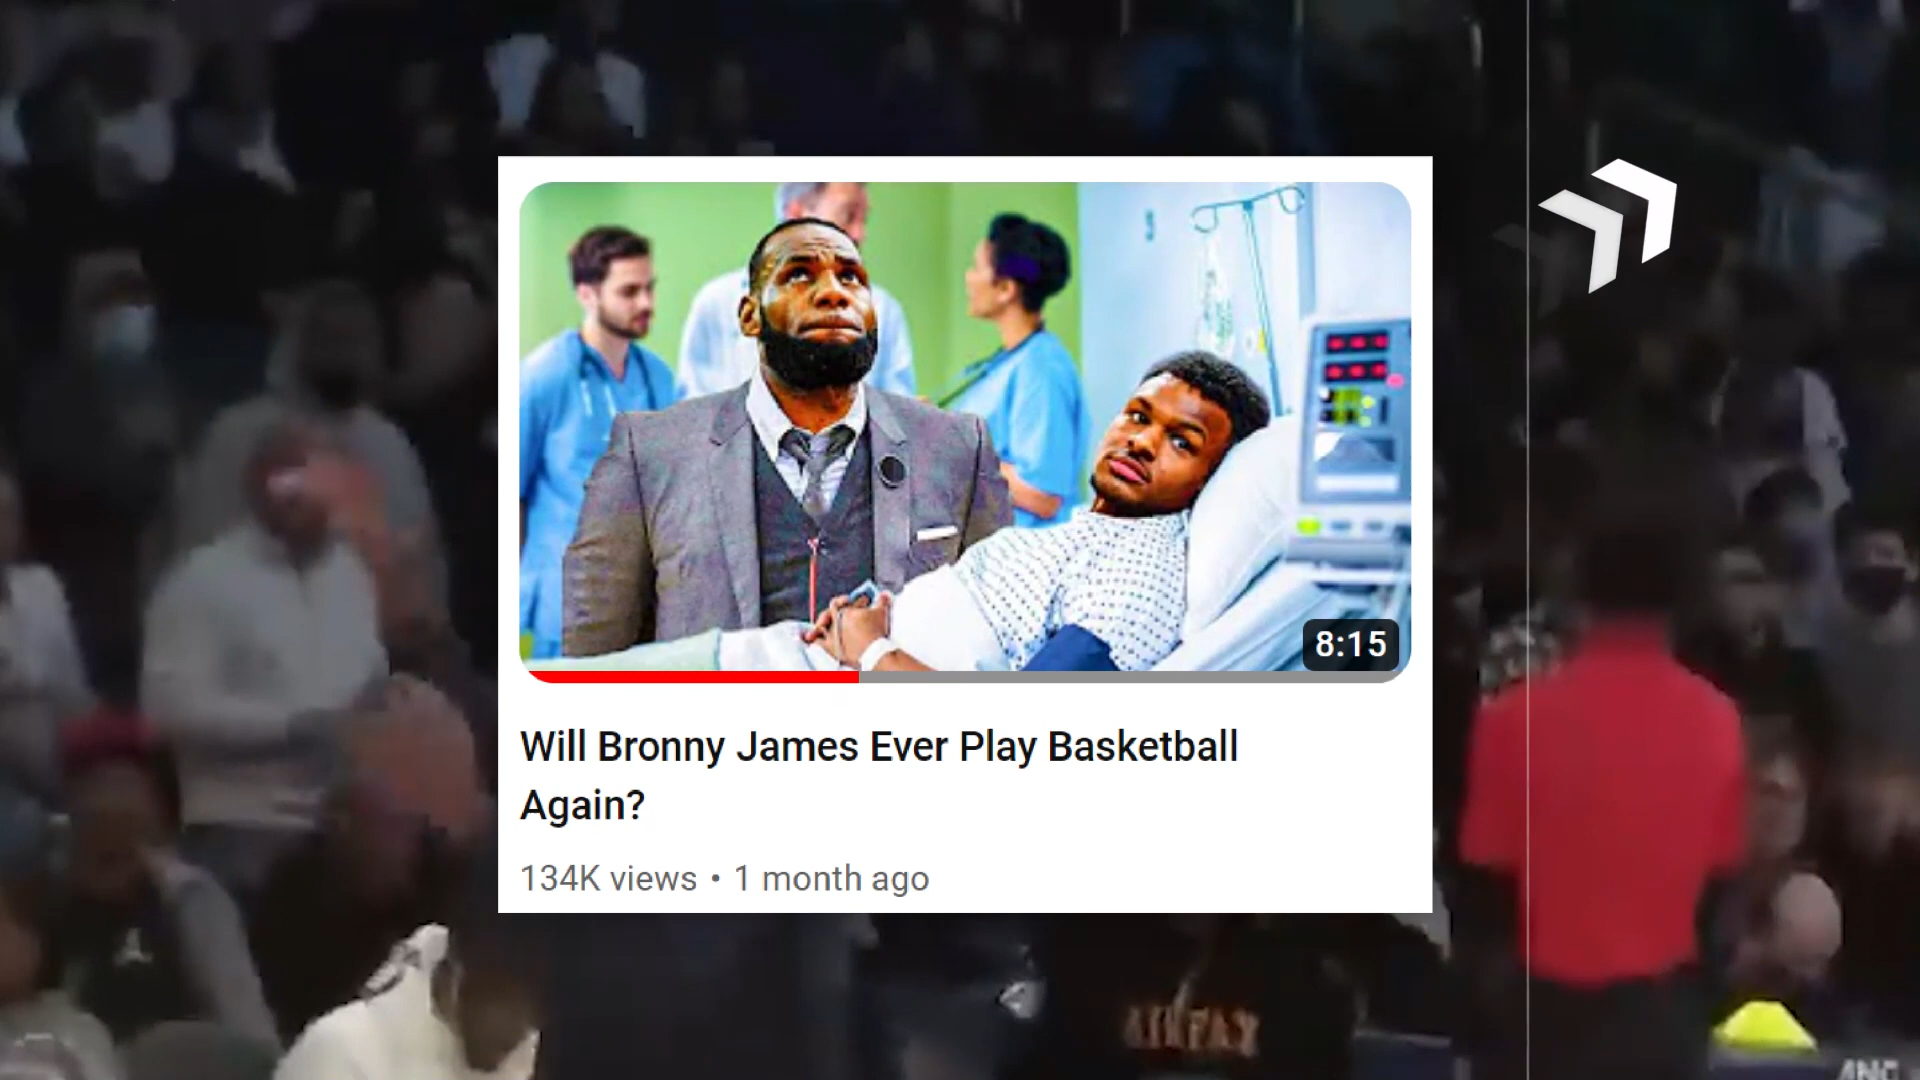 8:15
Will Bronny James Ever Play Basketball
Again?
134K views • 1 month ago